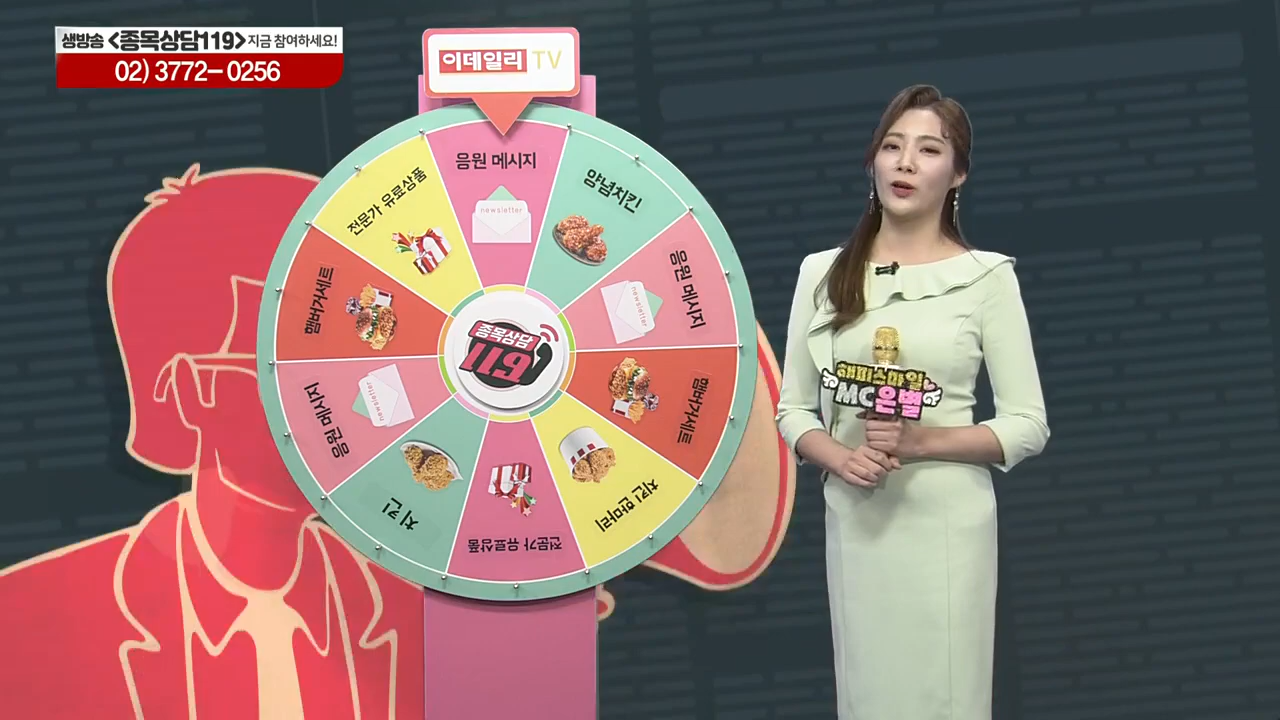 생방송 <종목상담119> 지금 참여하세요!
02) 3772-0256
이데일리 TV
응원 메시지
newsletter
양념치킨
응원 메시지
newsletter
햄버거세트
치킨 한마리
전문가 유료상품
치킨
응원 메시지
newsletter
햄버거세트
전문가 유료상품
종목상담
119
해피스마일
MC은별